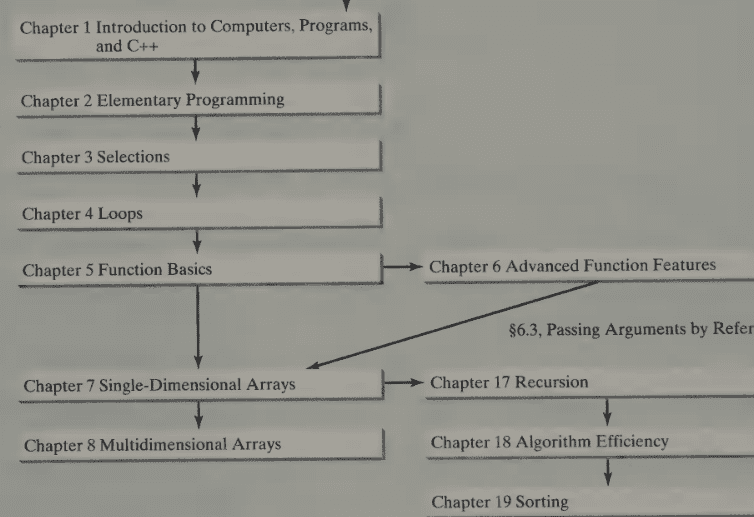 Chapter 1 Introduction to Computers, Programs,
and C++
Chapter 2 Elementary Programming
Chapter 3 Selections
Chapter 4 Loops
Chapter 5 Function Basics
Chapter 6 Advanced Function Features
§6.3, Passing Arguments by Refer
Chapter 7 Single-Dimensional Arrays
Chapter 17 Recursion
Chapter 8 Multidimensional Arrays
Chapter 18 Algorithm Efficiency
Chapter 19 Sorting